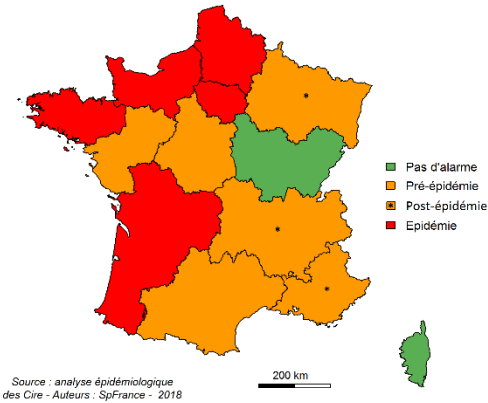 Pas d'alarme
Pré-épidémie
Post-épidémie
Epidémie
200 km
Source : analyse épidémiologique
des Cire - Auteurs : SpFrance - 2018